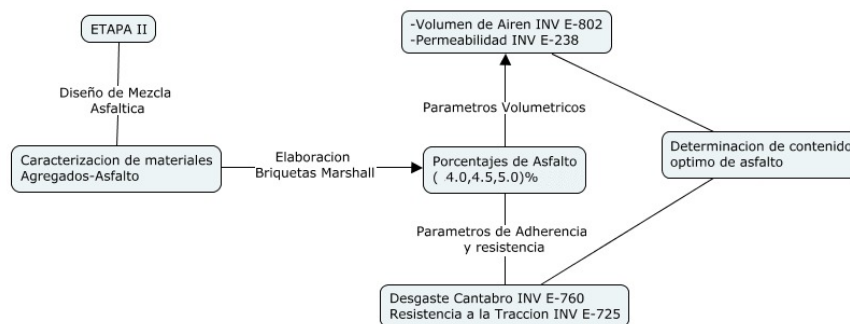 ETAPA II
Diseño de Mezcla
Asfaltica
Caracterizacion de materiales
Agregados-Asfalto
Elaboracion
Briquetas Marshall
-Volumen de Airen INV E-802
-Permeabilidad INV E-238
Parametros Volumetricos
Porcentajes de Asfalto
( 4.0,4.5,5.0)%
Parametros de Adherencia
y resistencia
Desgaste Cantabro INV E-760
Resistencia a la Traccion INV E-725
Determinacion de contenido
optimo de asfalto